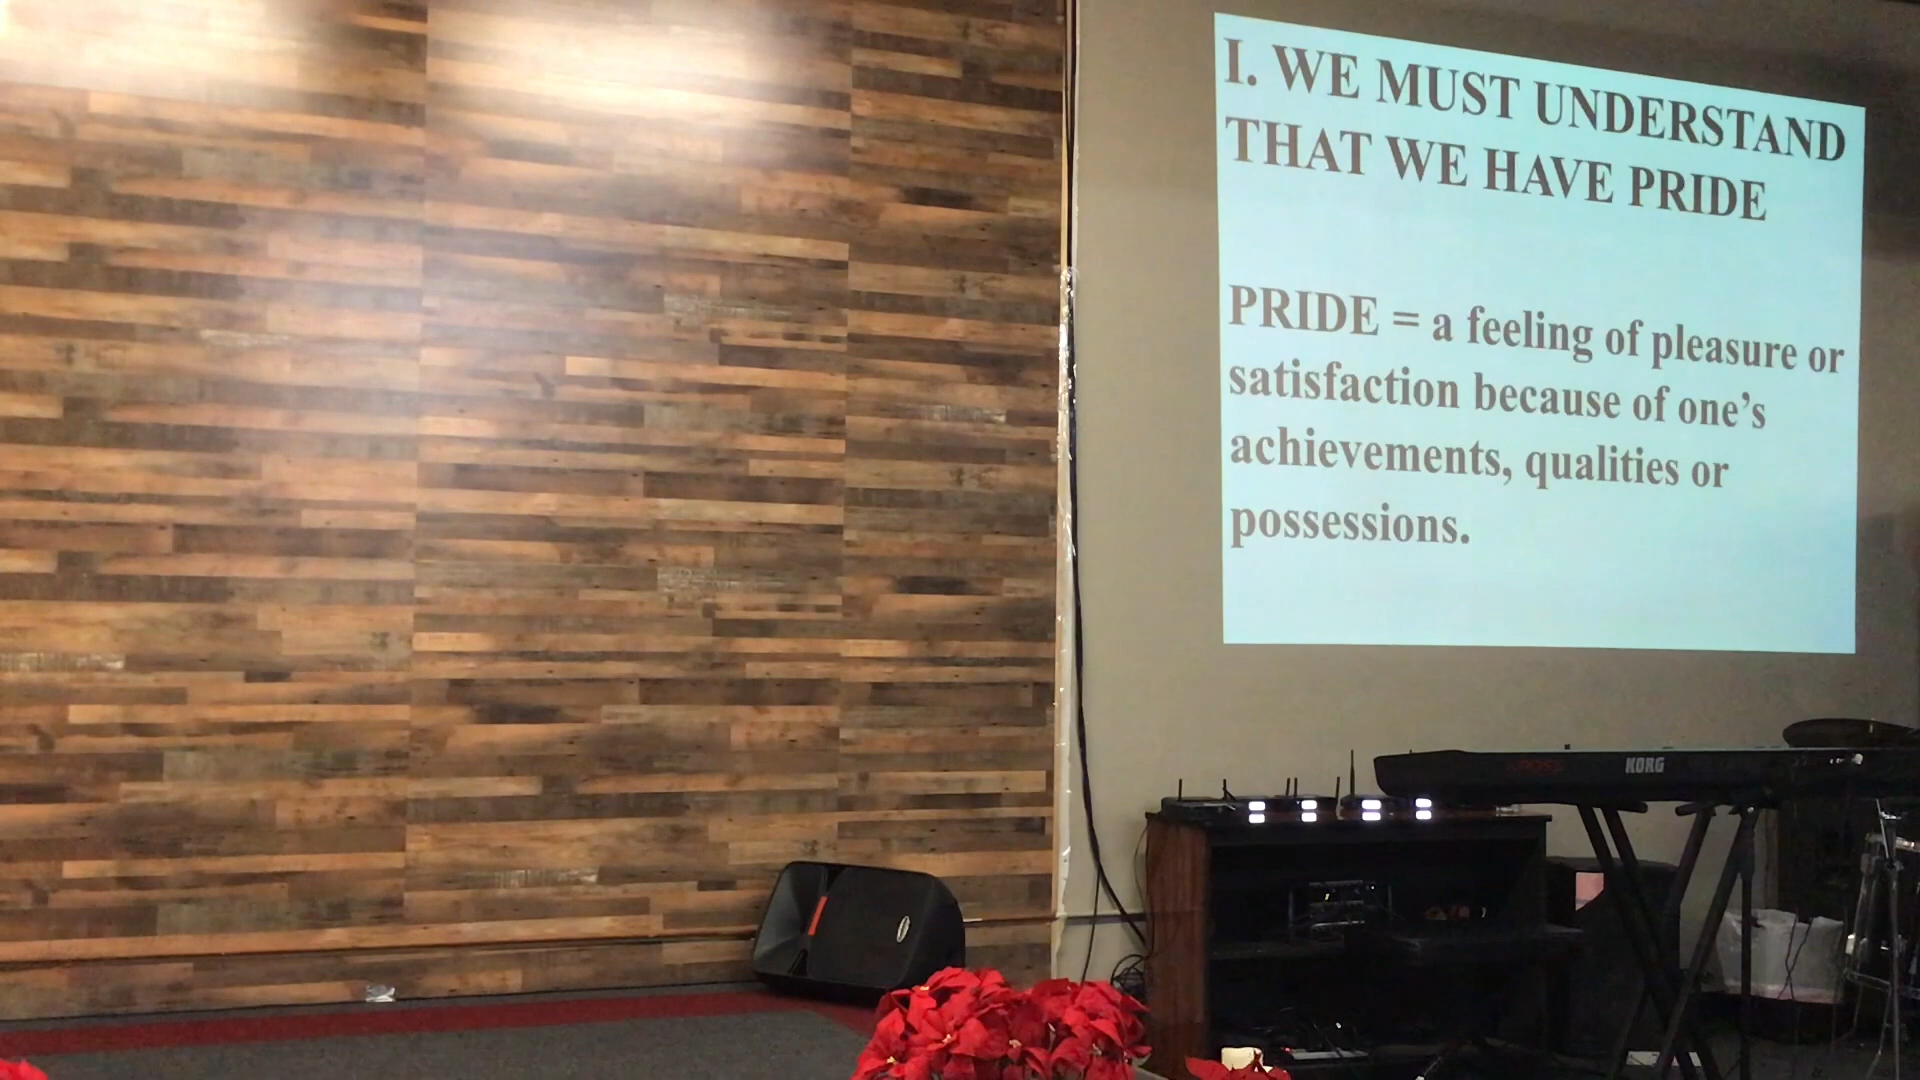 I. WE MUST UNDERSTAND
THAT WE HAVE PRIDE
PRIDE = a feeling of pleasure or
satisfaction because of one’s
achievements, qualities or
possessions.
KORG